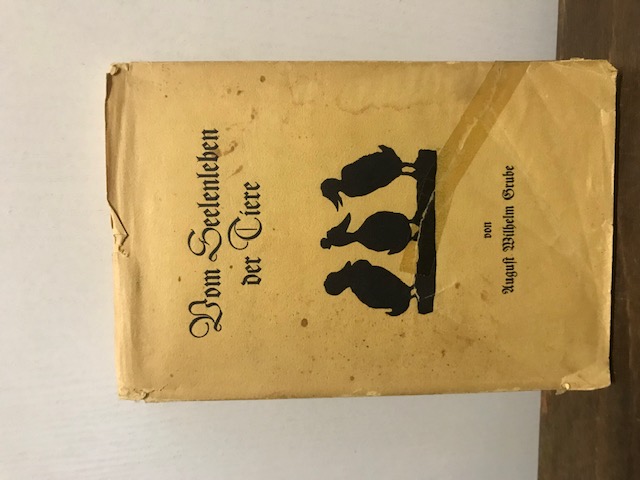 Vom Seelenleben
der Tiere
von
August Wilhelm Grube